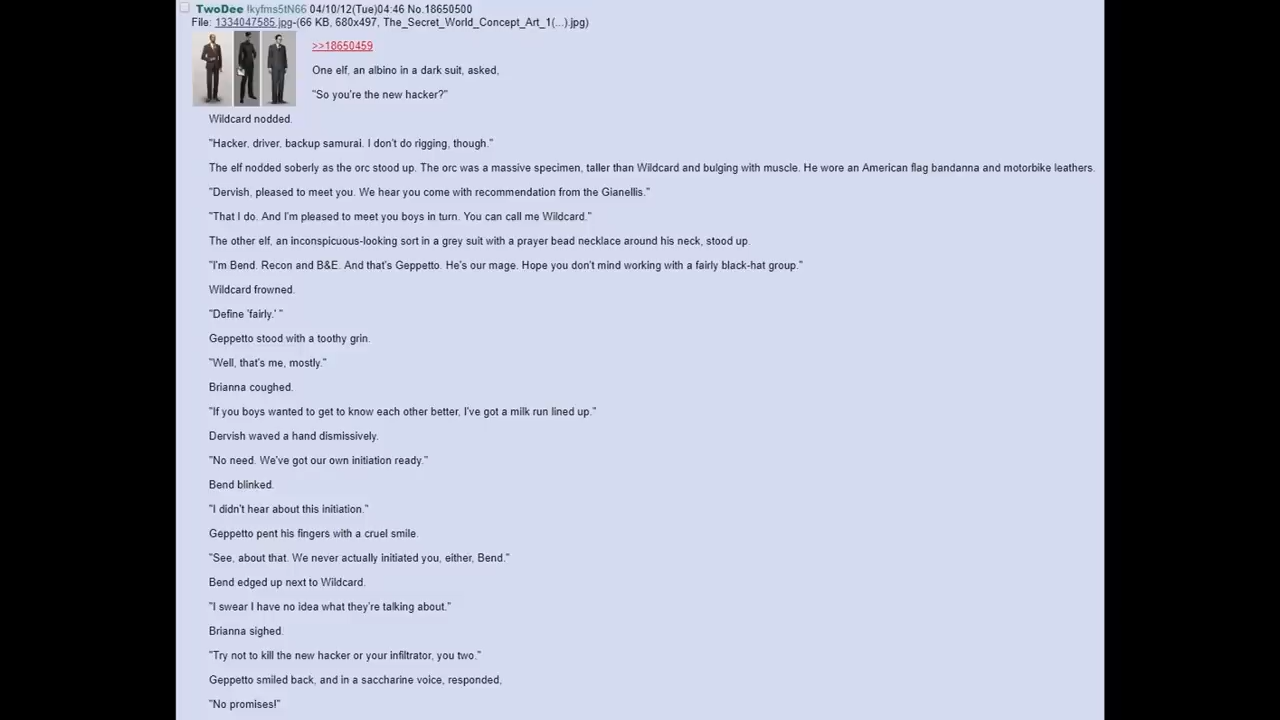 TwoDee !kyfms5tN66 04/10/12(Tue)04:46 No.18650500
File: 1334047585.jpg-(66 KB, 680x497, The_Secret_World_Concept_Art_1(...).jpg)
>>18650459
One elf, an albino in a dark suit, asked,
"So you're the new hacker?"
Wildcard nodded.
"Hacker, driver, backup samurai. I don't do rigging, though."
The elf nodded soberly as the orc stood up. The orc was a massive specimen, taller than Wildcard and bulging with muscle. He wore an American flag bandanna and motorbike leathers.
"Dervish, pleased to meet you. We hear you come with recommendation from the Gianellis."
"That I do. And I'm pleased to meet you boys in turn. You can call me Wildcard."
The other elf, an inconspicuous-looking sort in a grey suit with a prayer bead necklace around his neck, stood up.
"I'm Bend. Recon and B&E. And that's Geppetto. He's our mage. Hope you don't mind working with a fairly black-hat group."
Wildcard frowned.
"Define 'fairly.' "
Geppetto stood with a toothy grin.
"Well, that's me, mostly."
Brianna coughed.
"If you boys wanted to get to know each other better, I've got a milk run lined up."
Dervish waved a hand dismissively.
"No need. We've got our own initiation ready."
Bend blinked.
"I didn't hear about this initiation."
Geppetto pent his fingers with a cruel smile.
"See, about that. We never actually initiated you, either, Bend."
Bend edged up next to Wildcard.
"I swear I have no idea what they're talking about."
Brianna sighed.
"Try not to kill the new hacker or your infiltrator, you two."
Geppetto smiled back, and in a saccharine voice, responded,
"No promises!"